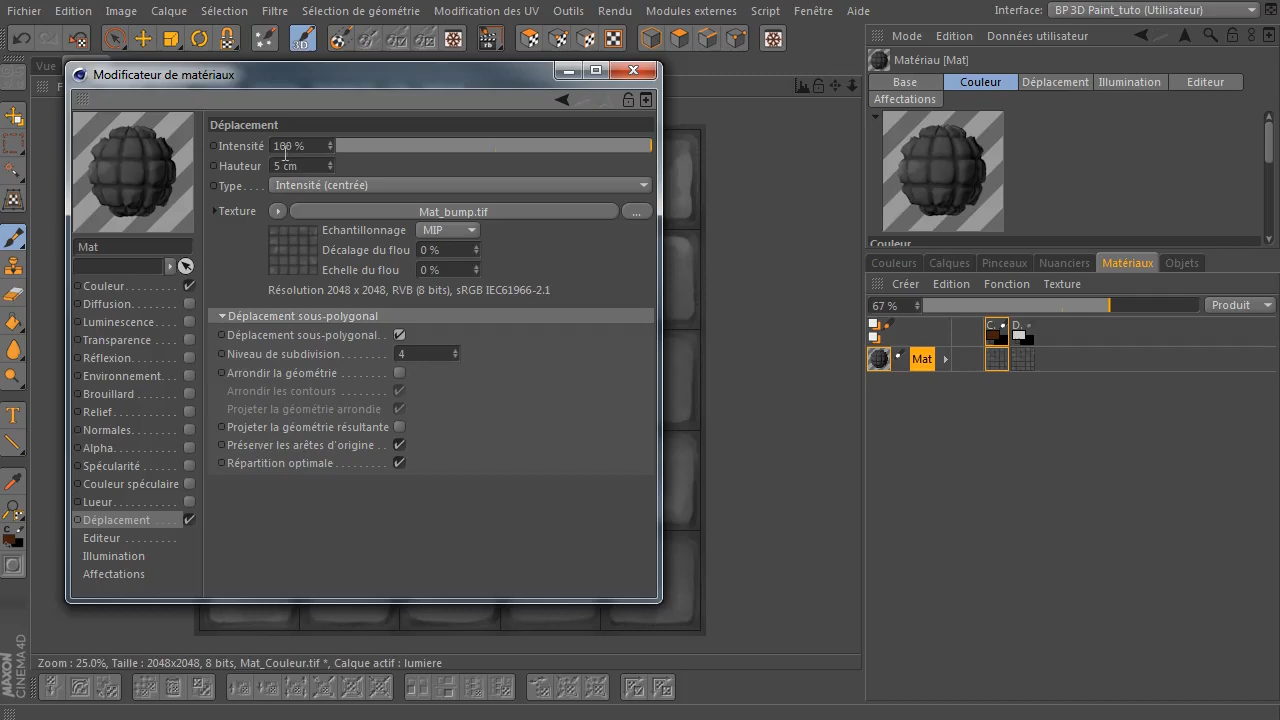 Fichier Edition Image Calque Sélection Déplacement Filtre Sélection de géométrie Modification des UV Outils Rendu Modules externes Script Fenêtre Aide Interface: BP 3D Paint_tuto (Utilisateur)
Mode Edition Données utilisateur
Vue
Modificateur de matériaux
Matériau [Mat]
Base Couleur Déplacement Illumination Editeur
Affectations
Déplacement
Intensité 100 %
Hauteur 5 cm
Type . . . . Intensité (centrée)
Texture Mat_bump.tif ...
Echantillonnage MIP
Décalage du flou 0 %
Echelle du flou 0 %
Résolution 2048 x 2048, RVB (8 bits), sRGB IEC61966-2.1
Mat
Couleur
Diffusion
Luminescence
Transparence
Réflexion
Environnement
Brouillard
Relief
Normales
Alpha
Spécularité
Couleur spéculaire
Lueur
Déplacement
Editeur
Illumination
Affectations
Déplacement sous-polygonal
Déplacement sous-polygonal
Niveau de subdivision 4
Arrondir la géométrie
Arrondir les contours
Projeter la géométrie arrondie
Projeter la géométrie résultante
Préserver les arêtes d'origine
Répartition optimale
Couleur
Couleurs Calques Pinceaux Nuanciers Matériaux Objets
Créer Edition Fonction Texture
67 % Produit
C. D.
Mat
C.
Zoom : 25.0%, Taille : 2048x2048, 8 bits, Mat_Couleur.tif *, Calque actif : lumiere
MAXON
CINEMA 4D